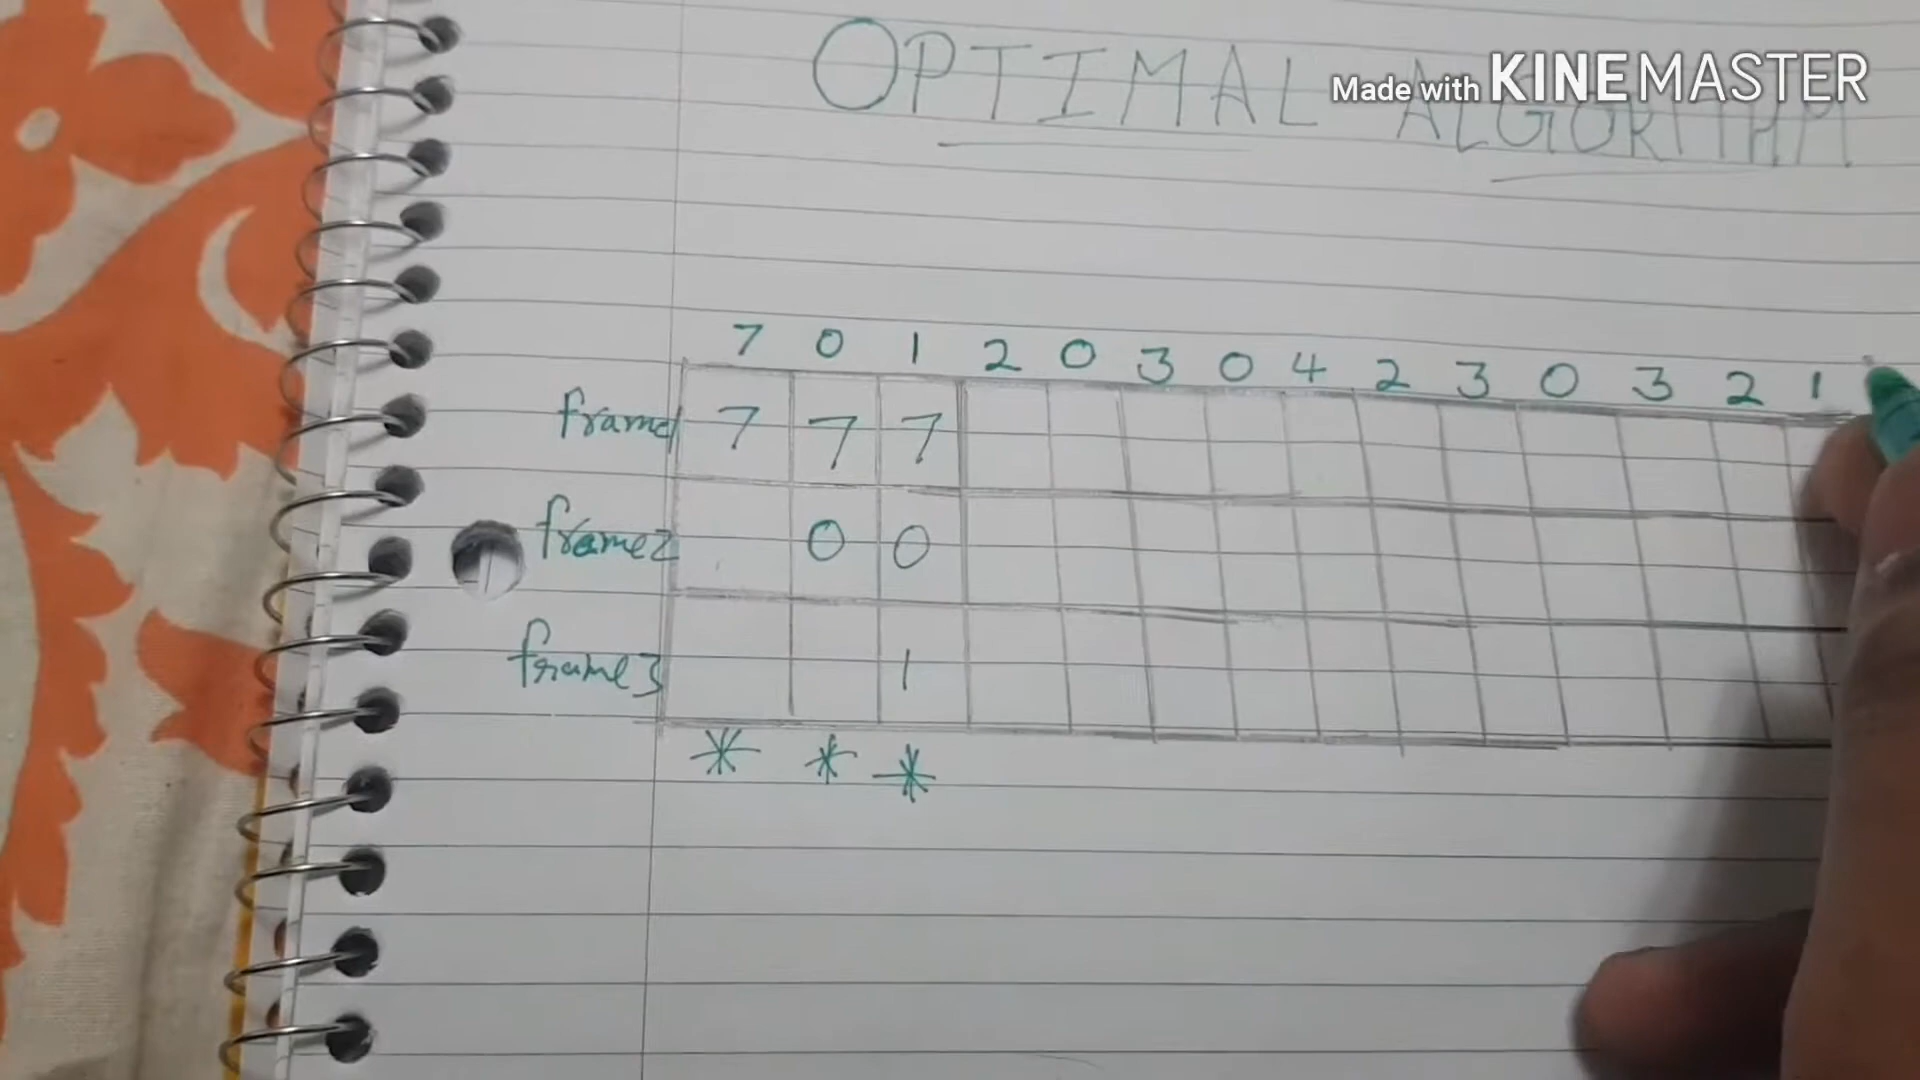 OPTIMAL ALGORITHM
Made with KINEMASTER
7 0 1 2 0 3 0 4 2 3 0 3 2 1
frame1 7 7 7
frame2 0 0
frame3 1
* * *